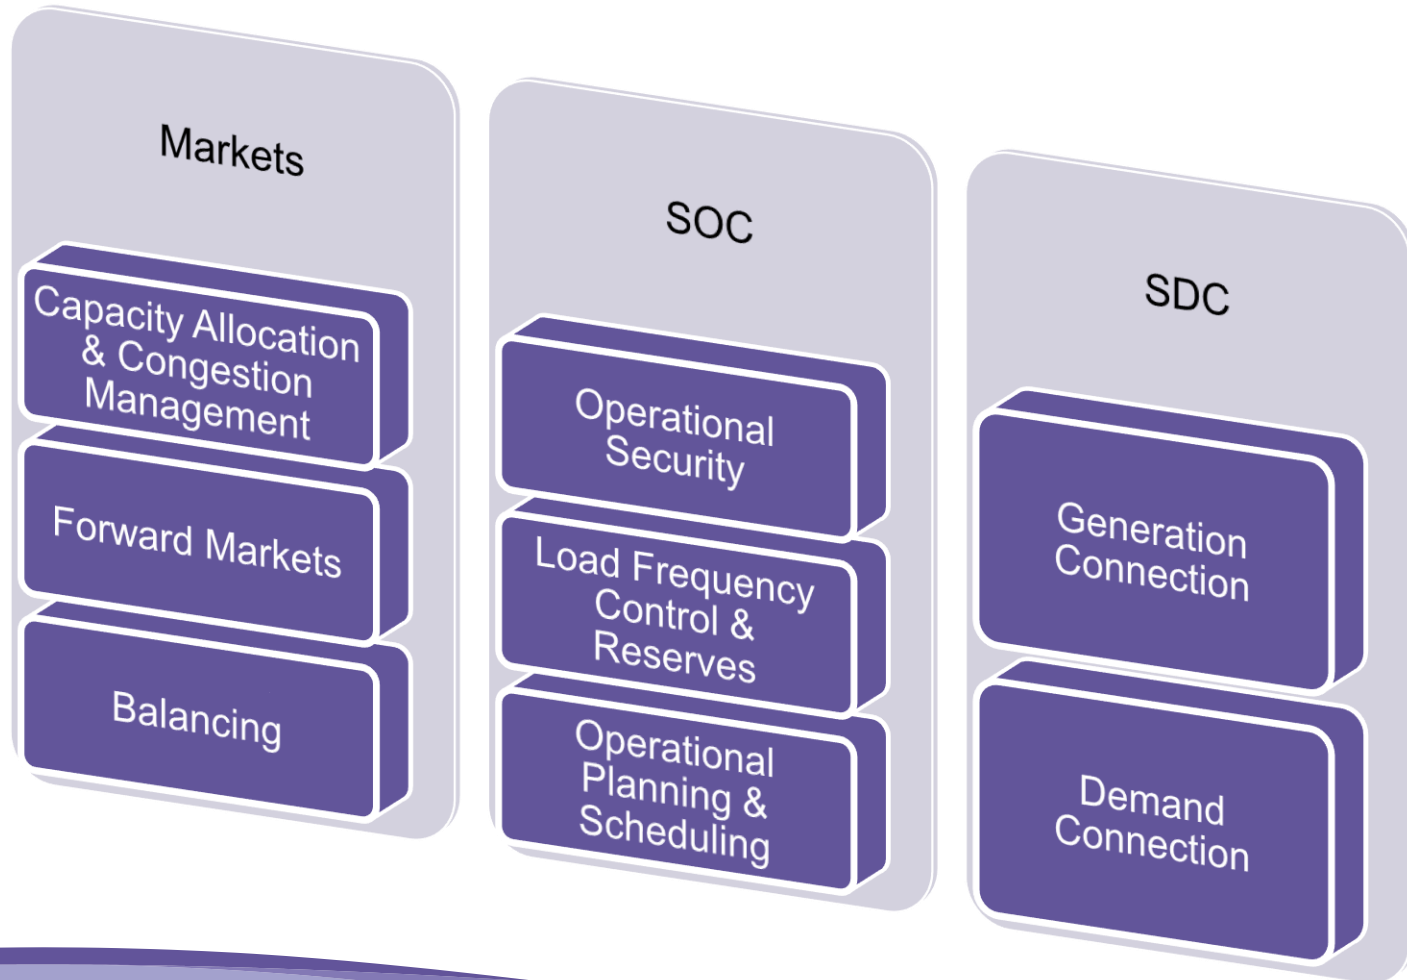 Markets
Capacity Allocation
& Congestion
Management
Forward Markets
Balancing
SOC
Operational
Security
Load Frequency
Control &
Reserves
Operational
Planning &
Scheduling
SDC
Generation
Connection
Demand
Connection